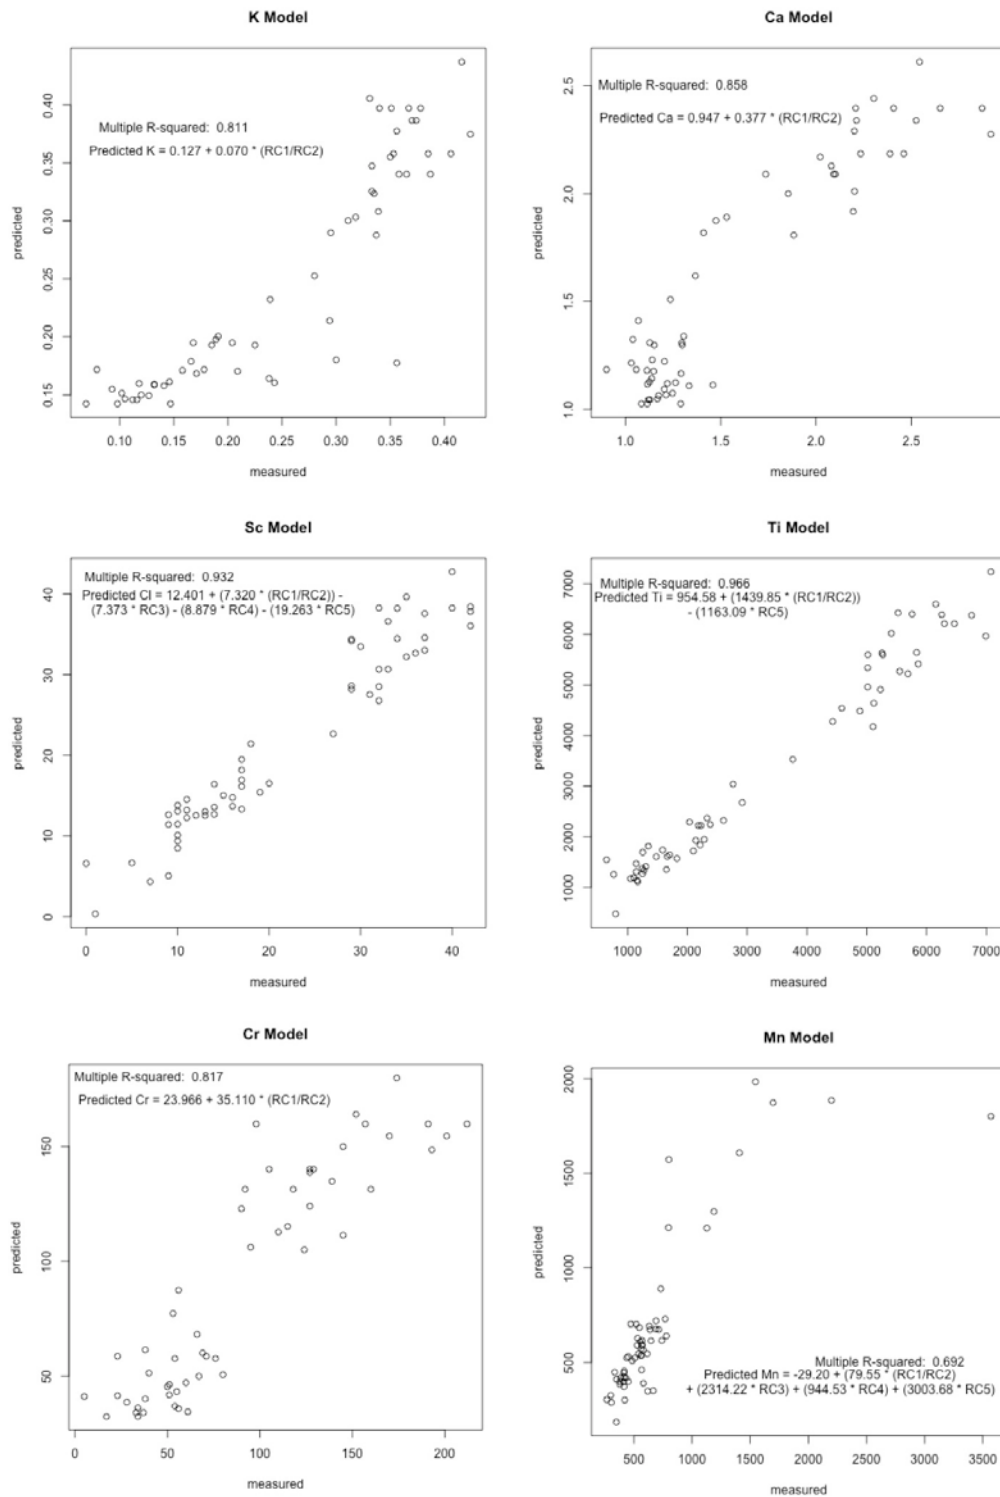 K Model
Multiple R-squared: 0.811
Predicted K = 0.127 + 0.070 * (RC1/RC2)
predicted
0.15
0.20
0.25
0.30
0.35
0.40
0.10
0.15
0.20
0.25
0.30
0.35
0.40
measured
Ca Model
Multiple R-squared: 0.858
Predicted Ca = 0.947 + 0.377 * (RC1/RC2)
predicted
1.0
1.5
2.0
2.5
1.0
1.5
2.0
2.5
measured
Sc Model
Multiple R-squared: 0.932
Predicted Cl = 12.401 + (7.320 * (RC1/RC2)) -
(7.373 * RC3) - (8.879 * RC4) - (19.263 * RC5)
predicted
0
10
20
30
40
0
10
20
30
40
measured
Ti Model
Multiple R-squared: 0.966
Predicted Ti = 954.58 + (1439.85 * (RC1/RC2))
- (1163.09 * RC5)
predicted
1000
2000
3000
4000
5000
6000
7000
1000
2000
3000
4000
5000
6000
7000
measured
Cr Model
Multiple R-squared: 0.817
Predicted Cr = 23.966 + 35.110 * (RC1/RC2)
predicted
50
100
150
0
50
100
150
200
measured
Mn Model
Multiple R-squared: 0.692
Predicted Mn = -29.20 + (79.55 * (RC1/RC2)
+ (2314.22 * RC3) + (944.53 * RC4) + (3003.68 * RC5)
predicted
500
1000
1500
2000
500
1000
1500
2000
2500
3000
3500
measured